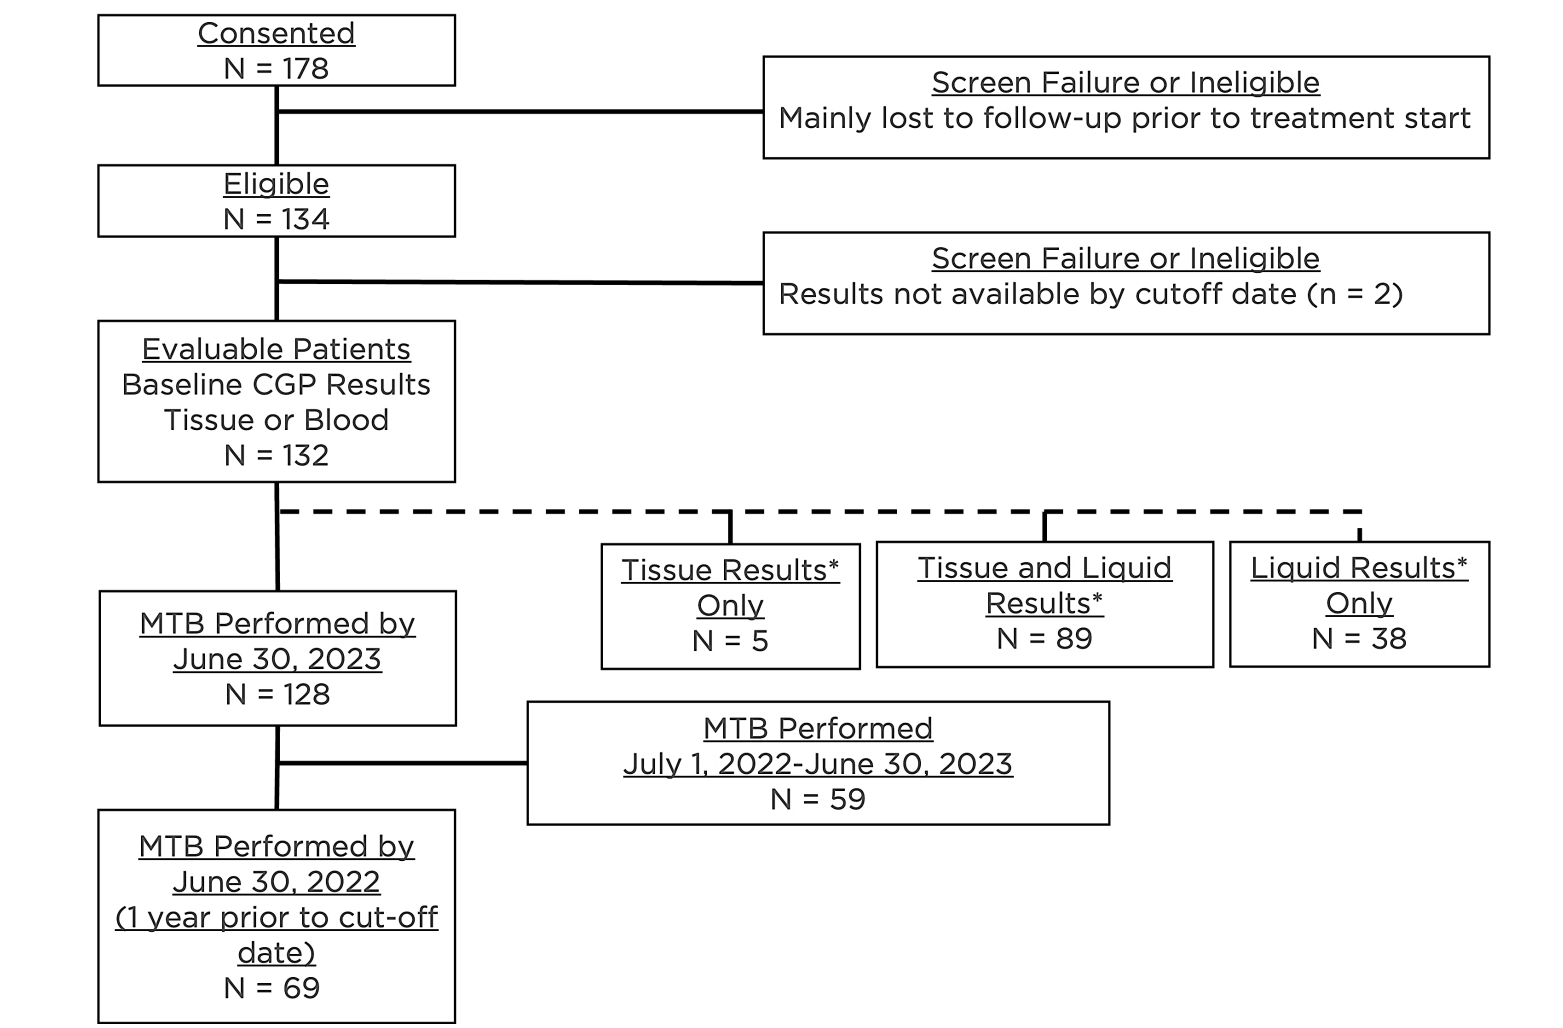 Consented
N = 178
Screen Failure or Ineligible
Mainly lost to follow-up prior to treatment start
Eligible
N = 134
Screen Failure or Ineligible
Results not available by cutoff date (n = 2)
Evaluable Patients
Baseline CGP Results
Tissue or Blood
N = 132
Tissue Results*
Only
N = 5
Tissue and Liquid
Results*
N = 89
Liquid Results*
Only
N = 38
MTB Performed by
June 30, 2023
N = 128
MTB Performed
July 1, 2022-June 30, 2023
N = 59
MTB Performed by
June 30, 2022
(1 year prior to cut-off
date)
N = 69